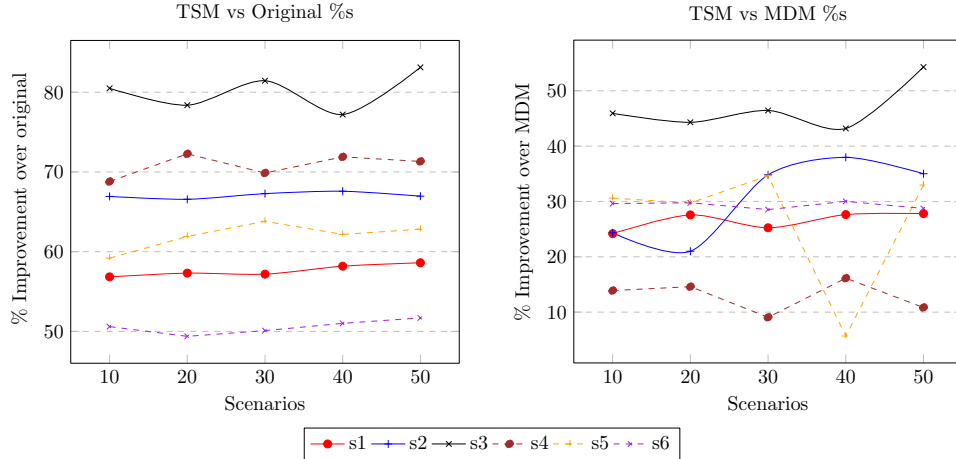 TSM vs Original %s
% Improvement over original
80
70
60
50
10 20 30 40 50
Scenarios
TSM vs MDM %s
% Improvement over MDM
50
40
30
20
10
10 20 30 40 50
Scenarios
s1 s2 s3 s4 s5 s6